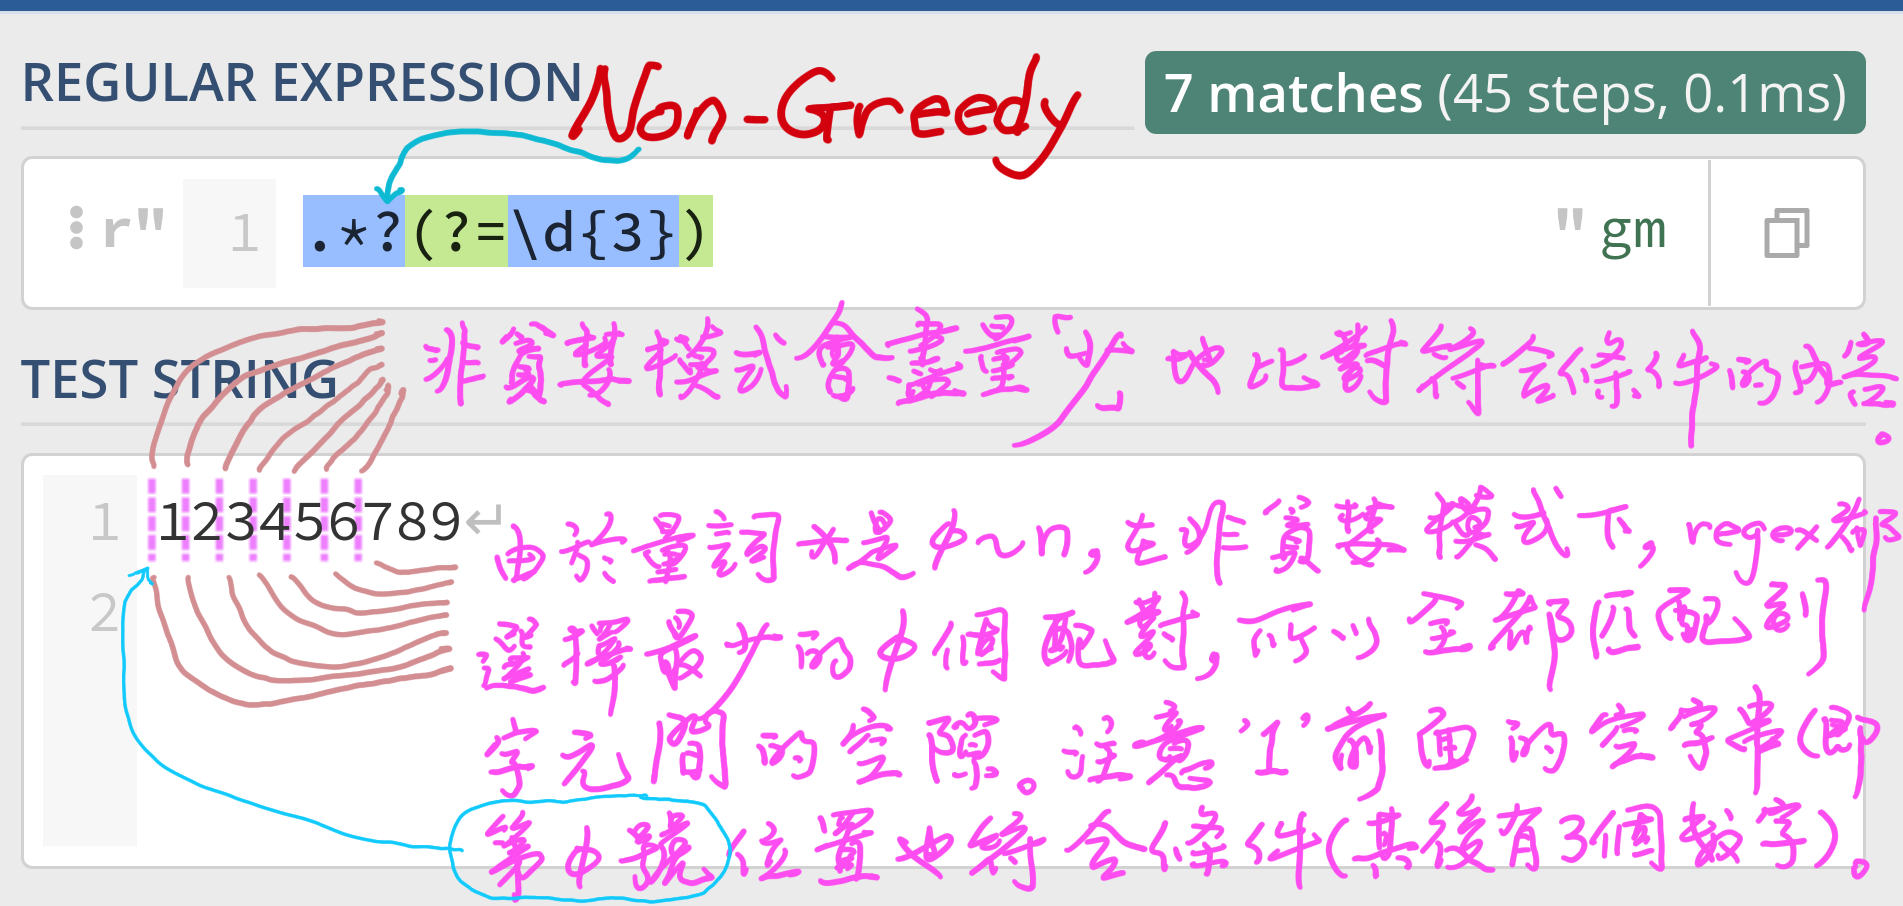 REGULAR EXPRESSION
Non-Greedy
7 matches (45 steps, 0.1ms)
r" 1 .*?(?=\d{3}) " gm
非貪婪模式會盡量「少」地比對符合條件的內容。
TEST STRING
1 123456789↵
2
由於量詞*是0~n,在非貪婪模式下,regex都
選擇最少的0個配對,所以全都匹配到
字元間的空隙。注意'1'前面的空字串(即
第0號位置也符合條件(其後有3個數字)。